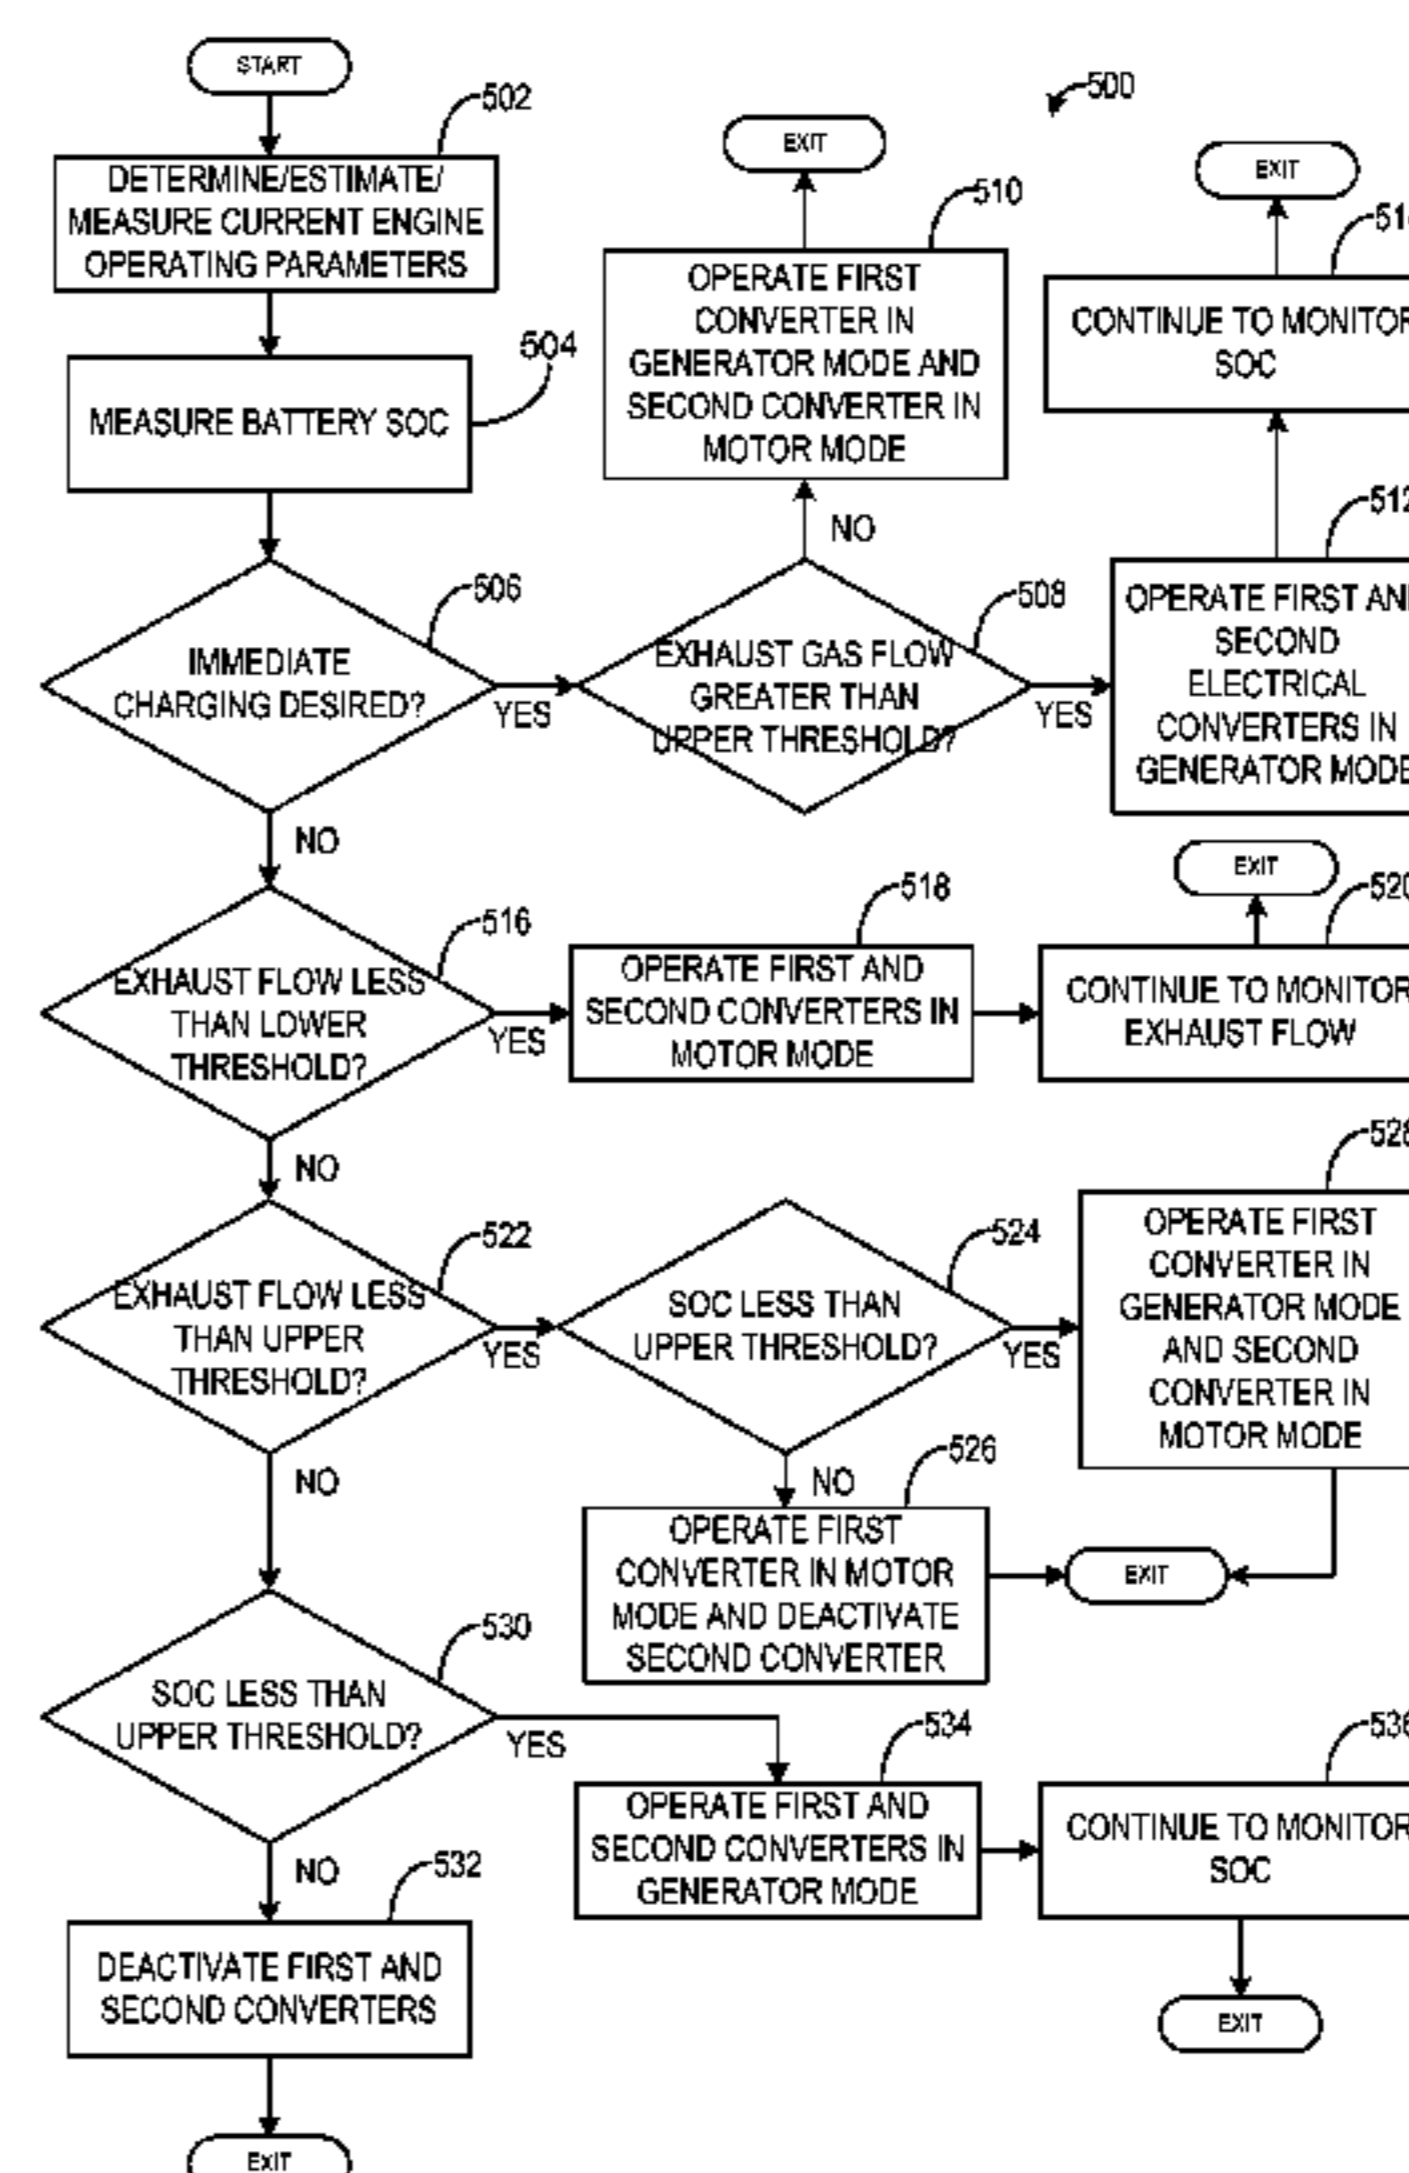 START
502
DETERMINE/ESTIMATE/
MEASURE CURRENT ENGINE
OPERATING PARAMETERS
504
MEASURE BATTERY SOC
500
EXIT
510
OPERATE FIRST
CONVERTER IN
GENERATOR MODE AND
SECOND CONVERTER IN
MOTOR MODE
NO
EXIT
CONTINUE TO MONITOR
SOC
506
IMMEDIATE
CHARGING DESIRED?
YES
508
EXHAUST GAS FLOW
GREATER THAN
UPPER THRESHOLD?
YES
512
OPERATE FIRST AND
SECOND
ELECTRICAL
CONVERTERS IN
GENERATOR MODE
NO
516
EXHAUST FLOW LESS
THAN LOWER
THRESHOLD?
YES
518
OPERATE FIRST AND
SECOND CONVERTERS IN
MOTOR MODE
EXIT
520
CONTINUE TO MONITOR
EXHAUST FLOW
NO
522
EXHAUST FLOW LESS
THAN UPPER
THRESHOLD?
YES
524
SOC LESS THAN
UPPER THRESHOLD?
YES
528
OPERATE FIRST
CONVERTER IN
GENERATOR MODE
AND SECOND
CONVERTER IN
MOTOR MODE
NO
526
OPERATE FIRST
CONVERTER IN MOTOR
MODE AND DEACTIVATE
SECOND CONVERTER
EXIT
NO
530
SOC LESS THAN
UPPER THRESHOLD?
YES
534
OPERATE FIRST AND
SECOND CONVERTERS IN
GENERATOR MODE
536
CONTINUE TO MONITOR
SOC
EXIT
NO
532
DEACTIVATE FIRST AND
SECOND CONVERTERS
EXIT